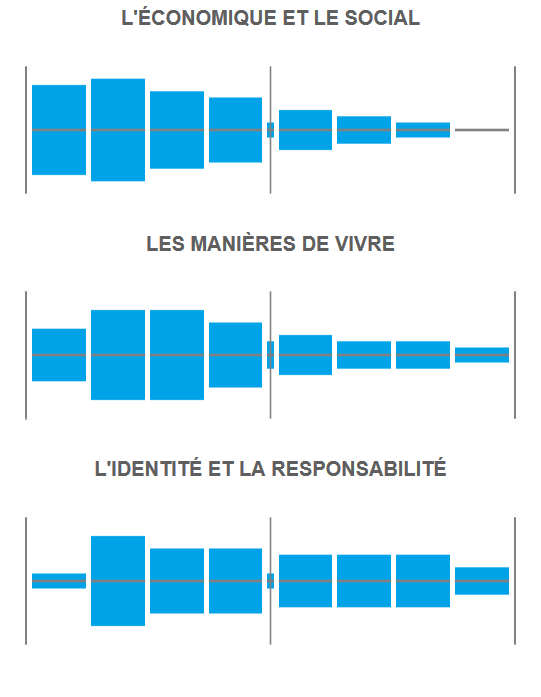 L'ÉCONOMIQUE ET LE SOCIAL
LES MANIÈRES DE VIVRE
L'IDENTITÉ ET LA RESPONSABILITÉ